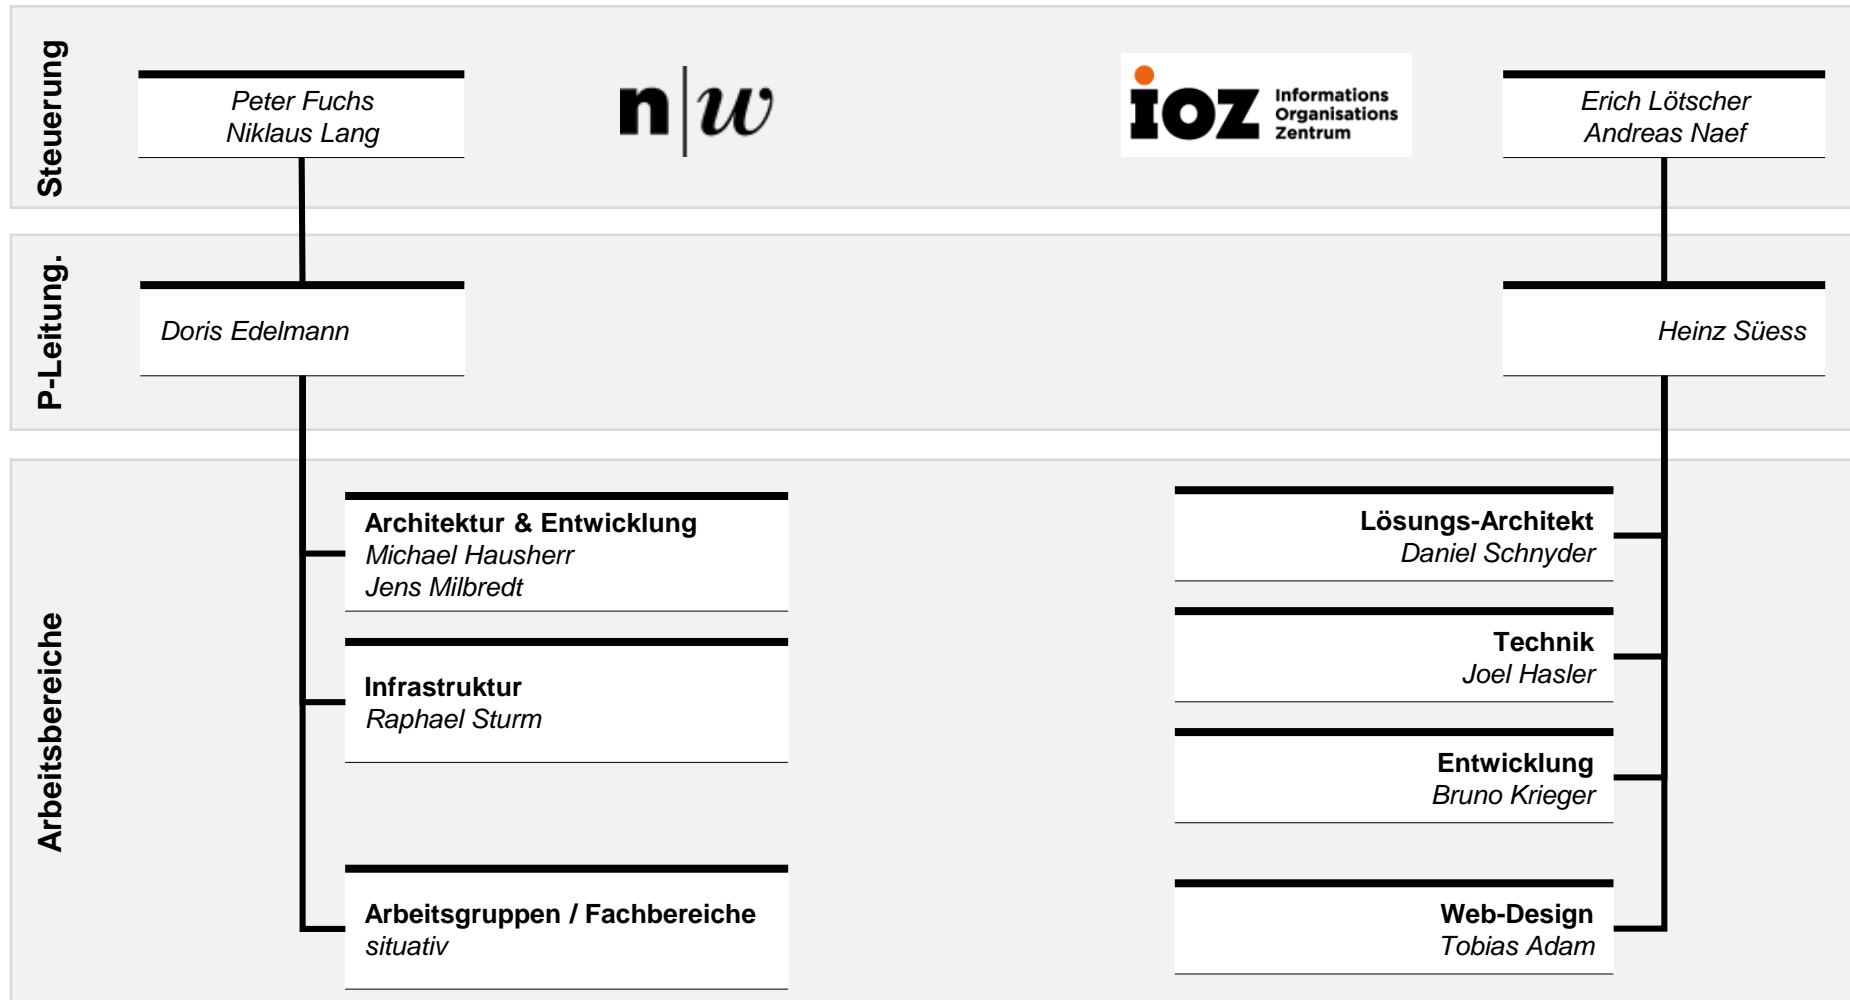 Steuerung
Peter Fuchs
Niklaus Lang
n|w
ioz
Informations
Organisations
Zentrum
Erich Lötscher
Andreas Naef
P-Leitung.
Doris Edelmann
Heinz Süess
Arbeitsbereiche
Architektur & Entwicklung
Michael Hausherr
Jens Milbredt
Infrastruktur
Raphael Sturm
Arbeitsgruppen / Fachbereiche
situativ
Lösungs-Architekt
Daniel Schnyder
Technik
Joel Hasler
Entwicklung
Bruno Krieger
Web-Design
Tobias Adam